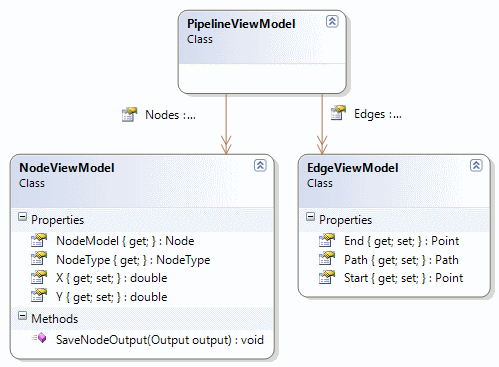 PipelineViewModel
Class
Nodes :...
Edges :...
NodeViewModel
Class
Properties
NodeModel { get; } : Node
NodeType { get; } : NodeType
X { get; set; } : double
Y { get; set; } : double
Methods
SaveNodeOutput(Output output) : void
EdgeViewModel
Class
Properties
End { get; set; } : Point
Path { get; set; } : Path
Start { get; set; } : Point